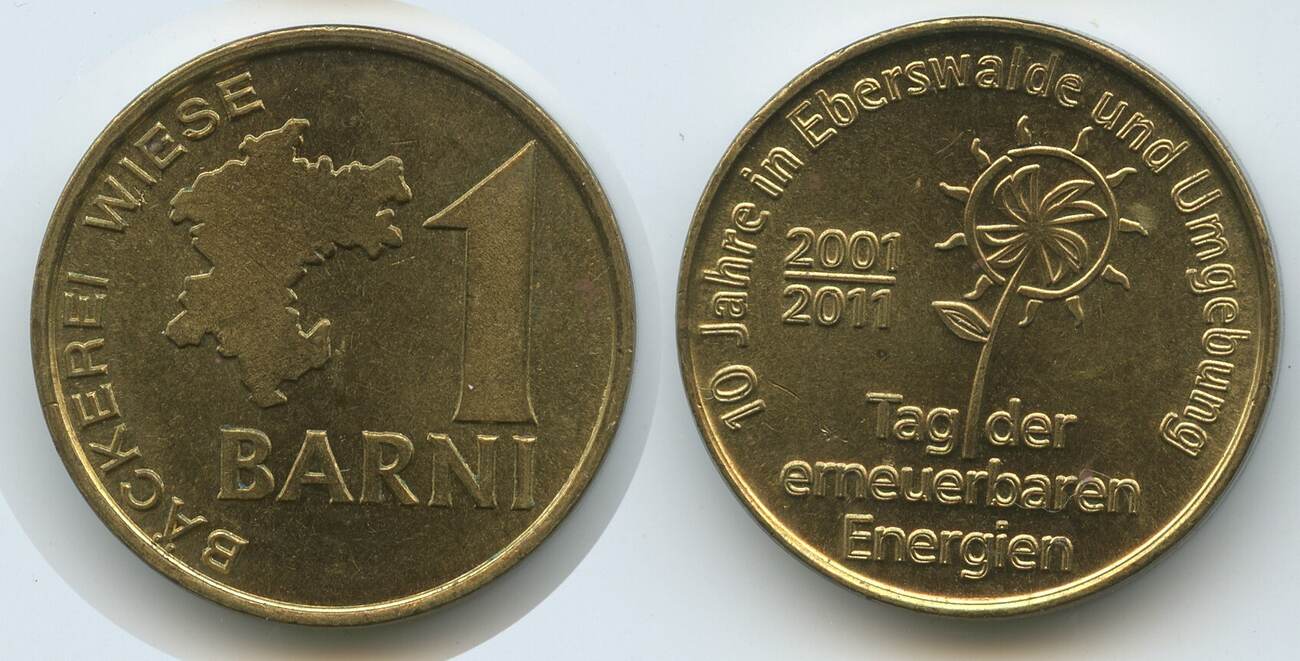 BÄCKEREI WIESE
1
BARNI
10 Jahre in Eberswalde und Umgebung
2001
2011
Tag der
erneuerbaren
Energien